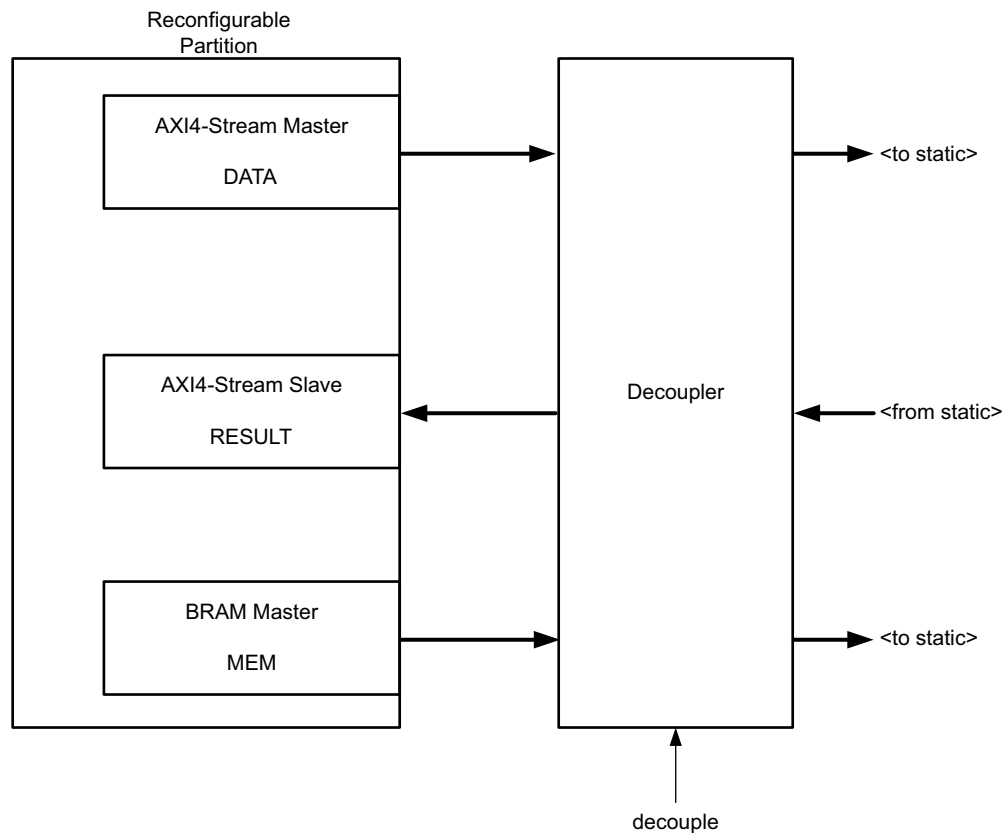 Reconfigurable
Partition
AXI4-Stream Master
DATA
<to static>
AXI4-Stream Slave
RESULT
Decoupler
<from static>
BRAM Master
MEM
<to static>
decouple